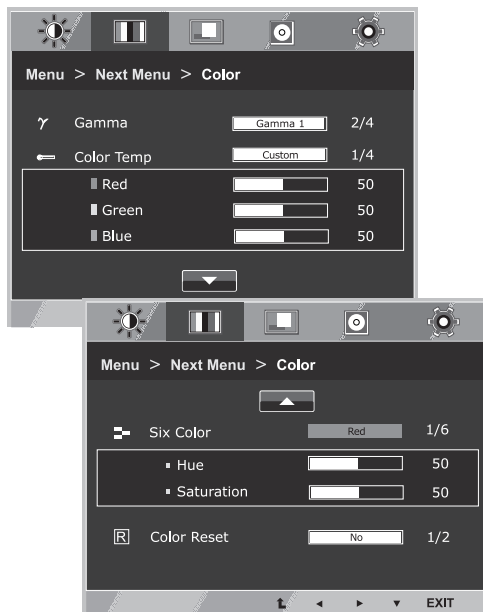 Menu > Next Menu > Color
γ Gamma Gamma 1 2/4
Color Temp Custom 1/4
Red 50
Green 50
Blue 50
Menu > Next Menu > Color
Six Color Red 1/6
Hue 50
Saturation 50
R Color Reset No 1/2
EXIT